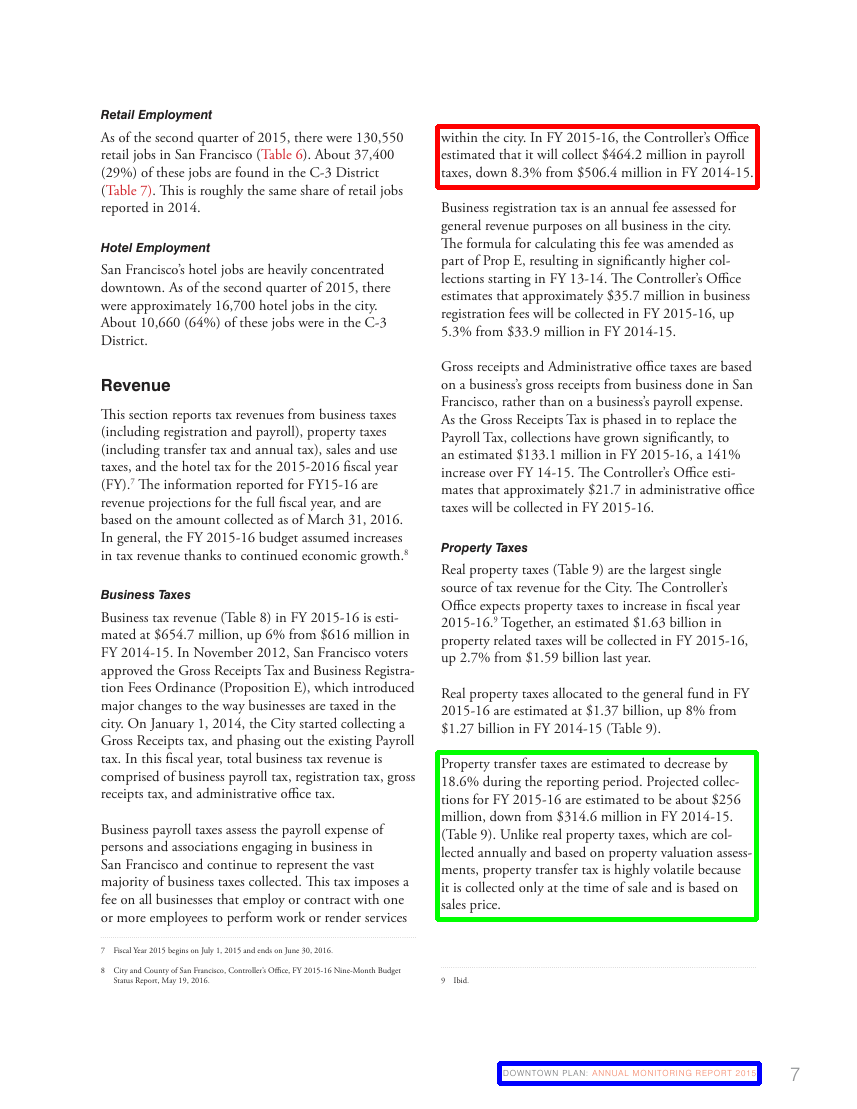 Retail Employment
As of the second quarter of 2015, there were 130,550
retail jobs in San Francisco (Table 6). About 37,400
(29%) of these jobs are found in the C-3 District
(Table 7). This is roughly the same share of retail jobs
reported in 2014.
Hotel Employment
San Francisco's hotel jobs are heavily concentrated
downtown. As of the second quarter of 2015, there
were approximately 16,700 hotel jobs in the city.
About 10,660 (64%) of these jobs were in the C-3
District.
Revenue
This section reports tax revenues from business taxes
(including registration and payroll), property taxes
(including transfer tax and annual tax), sales and use
taxes, and the hotel tax for the 2015-2016 fiscal year
(FY).7 The information reported for FY15-16 are
revenue projections for the full fiscal year, and are
based on the amount collected as of March 31, 2016.
In general, the FY 2015-16 budget assumed increases
in tax revenue thanks to continued economic growth.8
Business Taxes
Business tax revenue (Table 8) in FY 2015-16 is esti-
mated at $654.7 million, up 6% from $616 million in
FY 2014-15. In November 2012, San Francisco voters
approved the Gross Receipts Tax and Business Registra-
tion Fees Ordinance (Proposition E), which introduced
major changes to the way businesses are taxed in the
city. On January 1, 2014, the City started collecting a
Gross Receipts tax, and phasing out the existing Payroll
tax. In this fiscal year, total business tax revenue is
comprised of business payroll tax, registration tax, gross
receipts tax, and administrative office tax.
Business payroll taxes assess the payroll expense of
persons and associations engaging in business in
San Francisco and continue to represent the vast
majority of business taxes collected. This tax imposes a
fee on all businesses that employ or contract with one
or more employees to perform work or render services
7 Fiscal Year 2015 begins on July 1, 2015 and ends on June 30, 2016.
8 City and County of San Francisco, Controller's Office, FY 2015-16 Nine-Month Budget
Status Report, May 19, 2016.
within the city. In FY 2015-16, the Controller's Office
estimated that it will collect $464.2 million in payroll
taxes, down 8.3% from $506.4 million in FY 2014-15.
Business registration tax is an annual fee assessed for
general revenue purposes on all business in the city.
The formula for calculating this fee was amended as
part of Prop E, resulting in significantly higher col-
lections starting in FY 13-14. The Controller's Office
estimates that approximately $35.7 million in business
registration fees will be collected in FY 2015-16, up
5.3% from $33.9 million in FY 2014-15.
Gross receipts and Administrative office taxes are based
on a business's gross receipts from business done in San
Francisco, rather than on a business's payroll expense.
As the Gross Receipts Tax is phased in to replace the
Payroll Tax, collections have grown significantly, to
an estimated $133.1 million in FY 2015-16, a 141%
increase over FY 14-15. The Controller's Office esti-
mates that approximately $21.7 in administrative office
taxes will be collected in FY 2015-16.
Property Taxes
Real property taxes (Table 9) are the largest single
source of tax revenue for the City. The Controller's
Office expects property taxes to increase in fiscal year
2015-16.9 Together, an estimated $1.63 billion in
property related taxes will be collected in FY 2015-16,
up 2.7% from $1.59 billion last year.
Real property taxes allocated to the general fund in FY
2015-16 are estimated at $1.37 billion, up 8% from
$1.27 billion in FY 2014-15 (Table 9).
Property transfer taxes are estimated to decrease by
18.6% during the reporting period. Projected collec-
tions for FY 2015-16 are estimated to be about $256
million, down from $314.6 million in FY 2014-15.
(Table 9). Unlike real property taxes, which are col-
lected annually and based on property valuation assess-
ments, property transfer tax is highly volatile because
it is collected only at the time of sale and is based on
sales price.
9 Ibid.
DOWNTOWN PLAN: ANNUAL MONITORING REPORT 2015 7